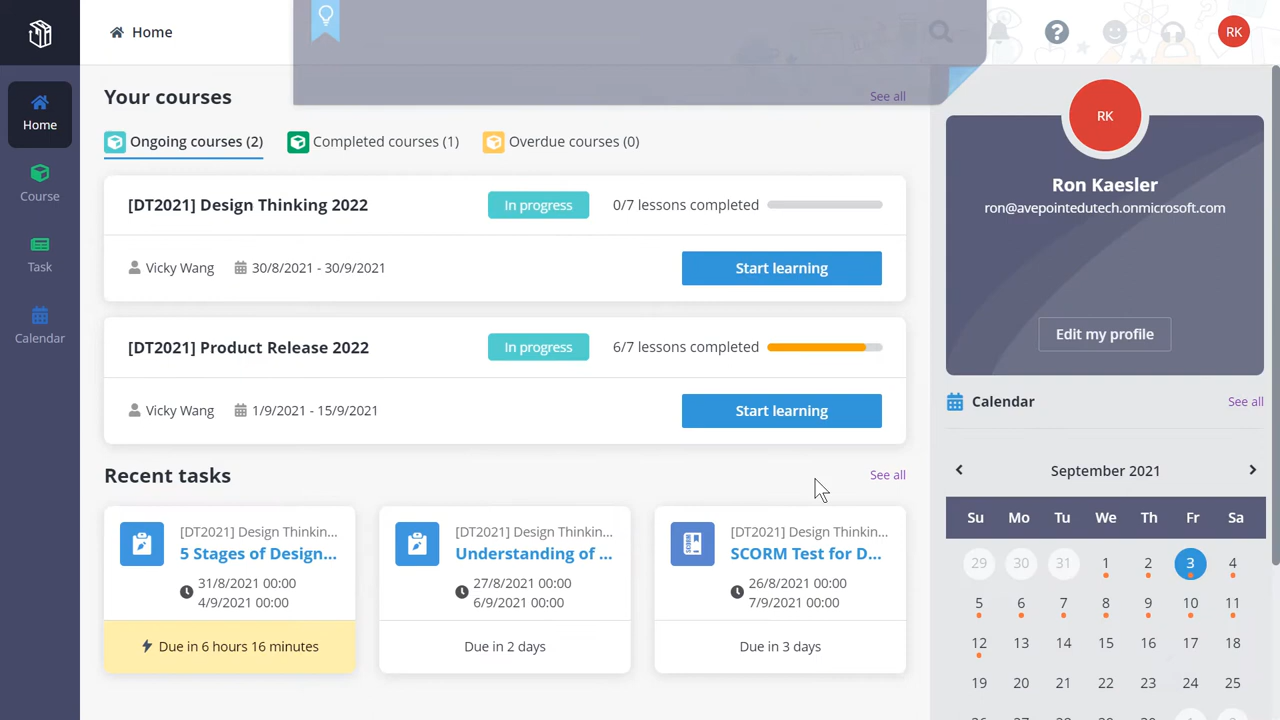 Home
RK
Home
Course
Task
Calendar
Your courses
See all
Ongoing courses (2)
Completed courses (1)
Overdue courses (0)
[DT2021] Design Thinking 2022
In progress
0/7 lessons completed
Vicky Wang
30/8/2021 - 30/9/2021
Start learning
[DT2021] Product Release 2022
In progress
6/7 lessons completed
Vicky Wang
1/9/2021 - 15/9/2021
Start learning
Recent tasks
See all
[DT2021] Design Thinkin...
5 Stages of Design...
31/8/2021 00:00
4/9/2021 00:00
Due in 6 hours 16 minutes
[DT2021] Design Thinkin...
Understanding of ...
27/8/2021 00:00
6/9/2021 00:00
Due in 2 days
[DT2021] Design Thinkin...
SCORM Test for D...
26/8/2021 00:00
7/9/2021 00:00
Due in 3 days
RK
Ron Kaesler
ron@avepointedutech.onmicrosoft.com
Edit my profile
Calendar
See all
September 2021
Su Mo Tu We Th Fr Sa
29 30 31 1 2 3 4
5 6 7 8 9 10 11
12 13 14 15 16 17 18
19 20 21 22 23 24 25